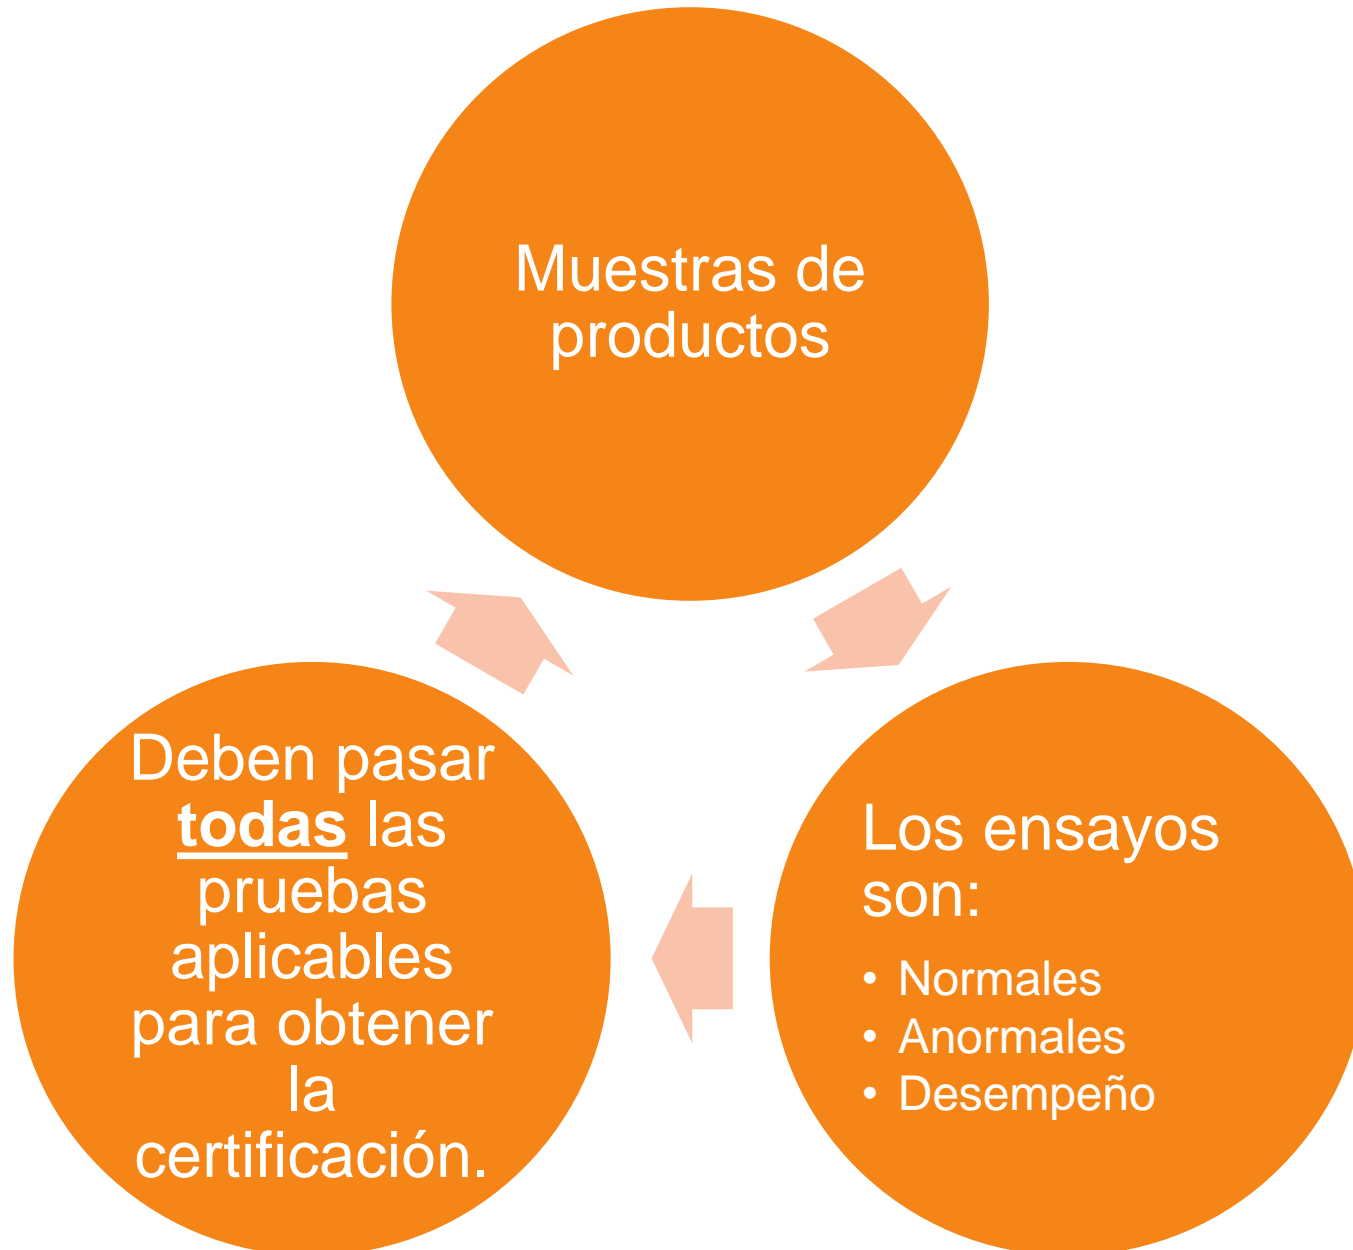 Muestras de
productos
Los ensayos
son:
• Normales
• Anormales
• Desempeño
Deben pasar
todas las
pruebas
aplicables
para obtener
la
certificación.